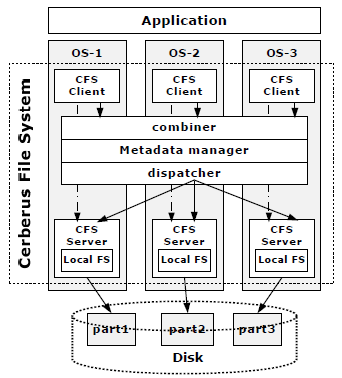 Application
OS-1
OS-2
OS-3
Cerberus File System
CFS
Client
CFS
Client
CFS
Client
combiner
Metadata manager
dispatcher
CFS
Server
Local FS
CFS
Server
Local FS
CFS
Server
Local FS
part1
part2
part3
Disk